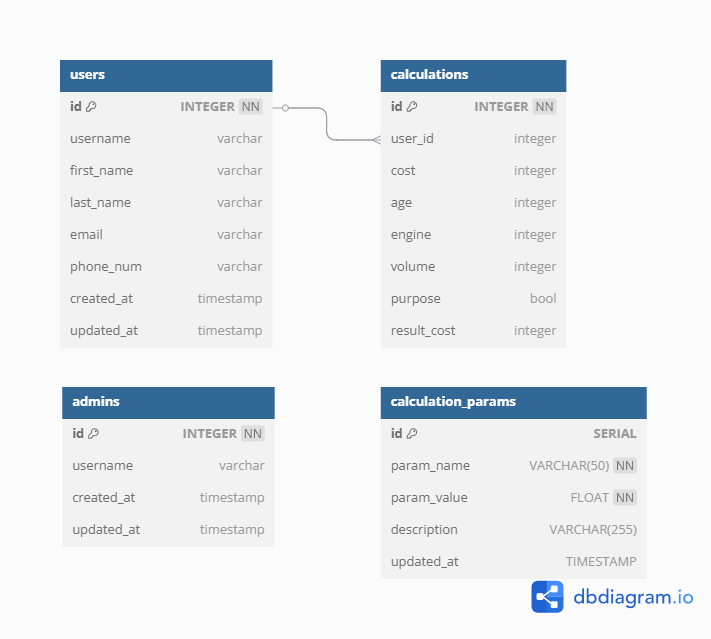 users
id INTEGER NN
username varchar
first_name varchar
last_name varchar
email varchar
phone_num varchar
created_at timestamp
updated_at timestamp
calculations
id INTEGER NN
user_id integer
cost integer
age integer
engine integer
volume integer
purpose bool
result_cost integer
admins
id INTEGER NN
username varchar
created_at timestamp
updated_at timestamp
calculation_params
id SERIAL
param_name VARCHAR(50) NN
param_value FLOAT NN
description VARCHAR(255)
updated_at TIMESTAMP
dbdiagram.io